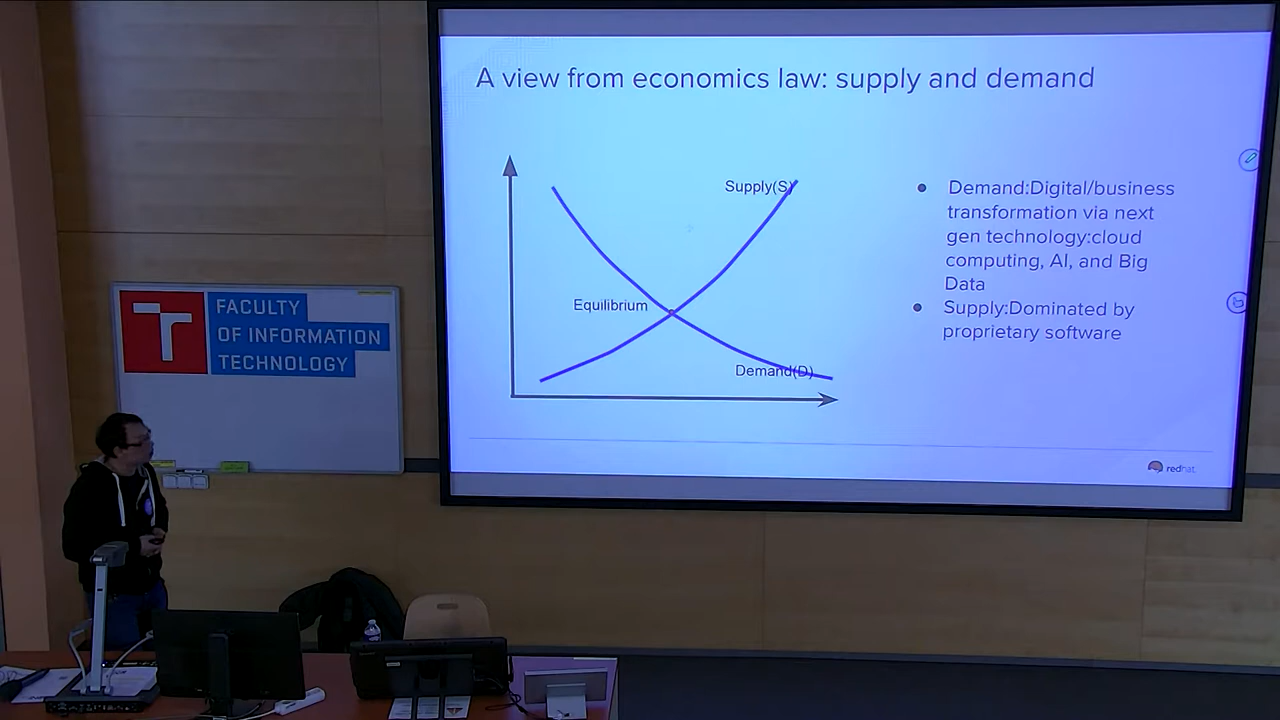 A view from economics law: supply and demand
Supply(S)
Equilibrium
Demand(D)
Demand:Digital/business
transformation via next
gen technology:cloud
computing, AI, and Big
Data
Supply:Dominated by
proprietary software
redhat
FACULTY
OF INFORMATION
TECHNOLOGY